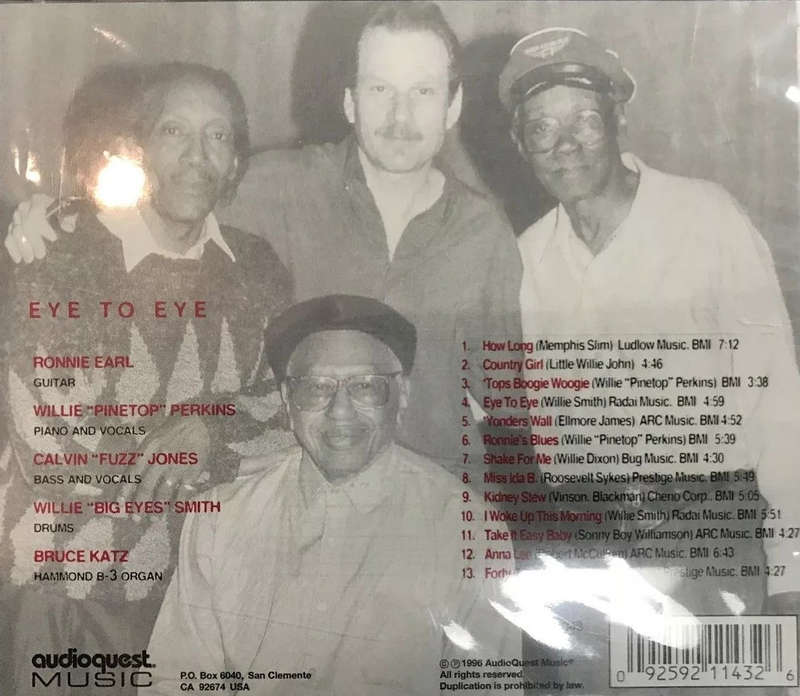 EYE TO EYE
RONNIE EARL
GUITAR
WILLIE "PINETOP" PERKINS
PIANO AND VOCALS
CALVIN "FUZZ" JONES
BASS AND VOCALS
WILLIE "BIG EYES" SMITH
DRUMS
BRUCE KATZ
HAMMOND B-3 ORGAN
1. How Long (Memphis Slim) Ludlow Music. BMI 7:12
2. Country Girl (Little Willie John) 4:46
3. 'Tops Boogie Woogie (Willie "Pinetop" Perkins) BMI 3:38
4. Eye To Eye (Willie Smith) Radai Music. BMI 4:59
5. 'Yonders Wall (Ellmore James) ARC Music. BMI 4:52
6. Ronnie's Blues (Willie "Pinetop" Perkins) BMI 5:39
7. Shake For Me (Willie Dixon) Bug Music. BMI 4:30
8. Miss Ida B. (Roosevelt Sykes) Prestige Music. BMI 5:49
9. Kidney Stew (Vinson. Blackman) Cherio Corp.. BMI 5:05
10. I Woke Up This Morning (Willie Smith) Radai Music. BMI 5:51
11. Take It Easy Baby (Sonny Boy Williamson) ARC Music. BMI 4:27
12. Anna ARC Music. BMI 6:43
13. Music. BMI 4:27
audioquest
MUSIC
P.O. Box 6040, San Clemente
CA 92674 USA
© ℗ 1996 AudioQuest Music®
All rights reserved.
Duplication is prohibited by law.
0 92592 11432 6